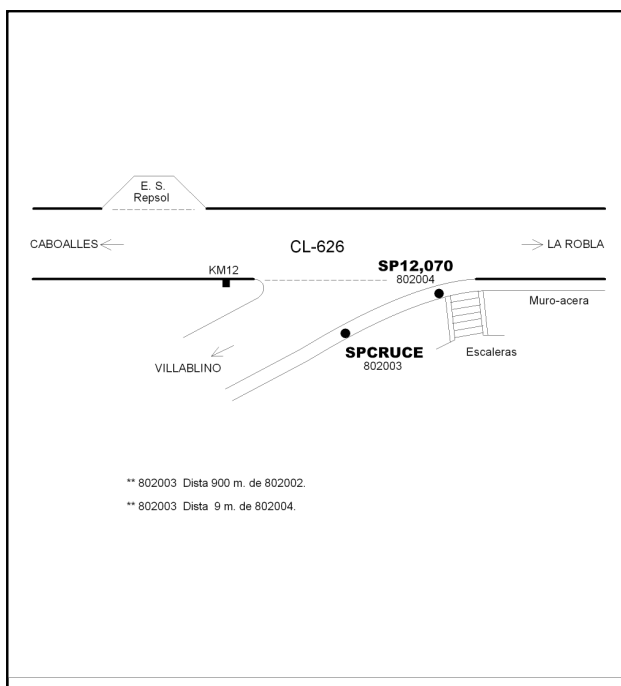 E. S.
Repsol
CABOALLES
CL-626
LA ROBLA
KM12
SP12,070
802004
Muro-acera
SPCRUCE
802003
Escaleras
VILLABLINO
** 802003 Dista 900 m. de 802002.
** 802003 Dista 9 m. de 802004.